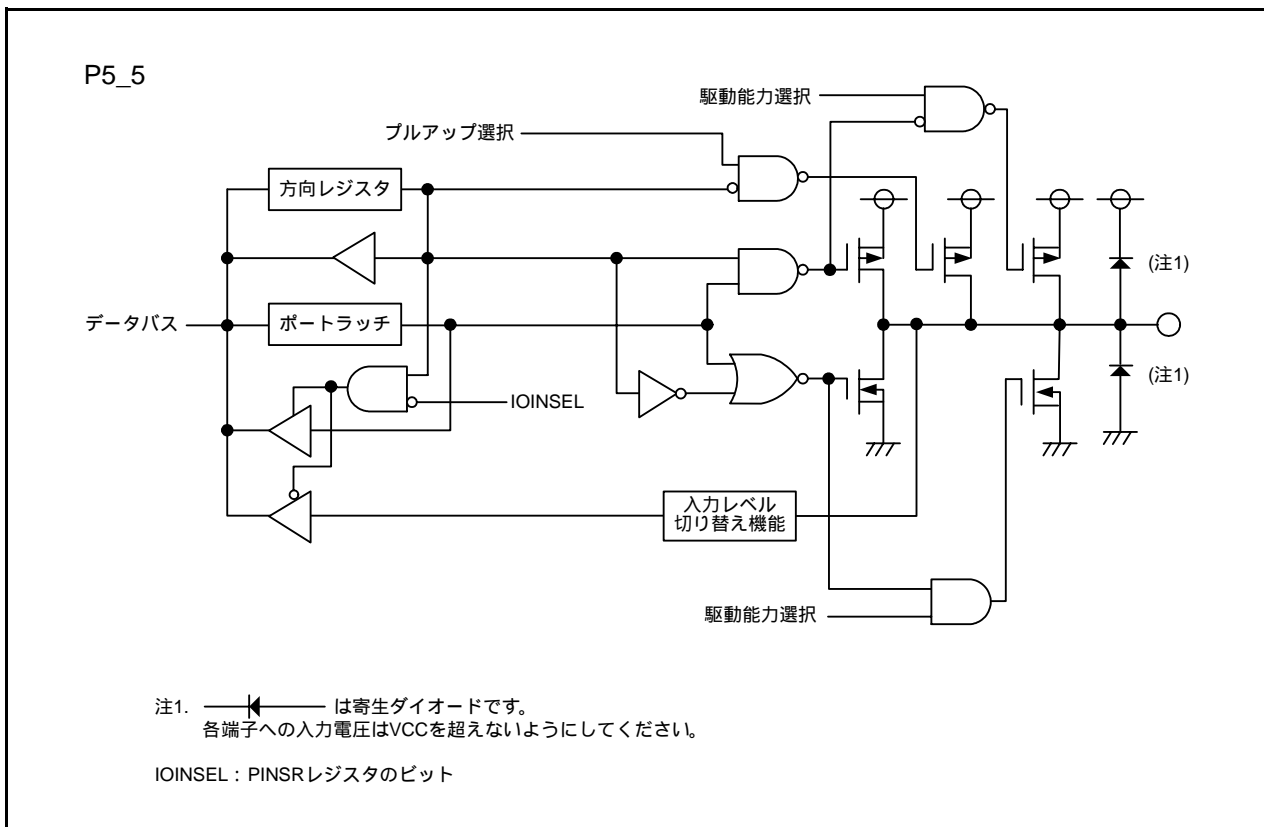 P5_5
駆動能力選択
プルアップ選択
方向レジスタ
(注1)
データバス
ポートラッチ
(注1)
IOINSEL
入力レベル
切り替え機能
駆動能力選択
注1. は寄生ダイオードです。
各端子への入力電圧はVCCを超えないようにしてください。
IOINSEL : PINSRレジスタのビット